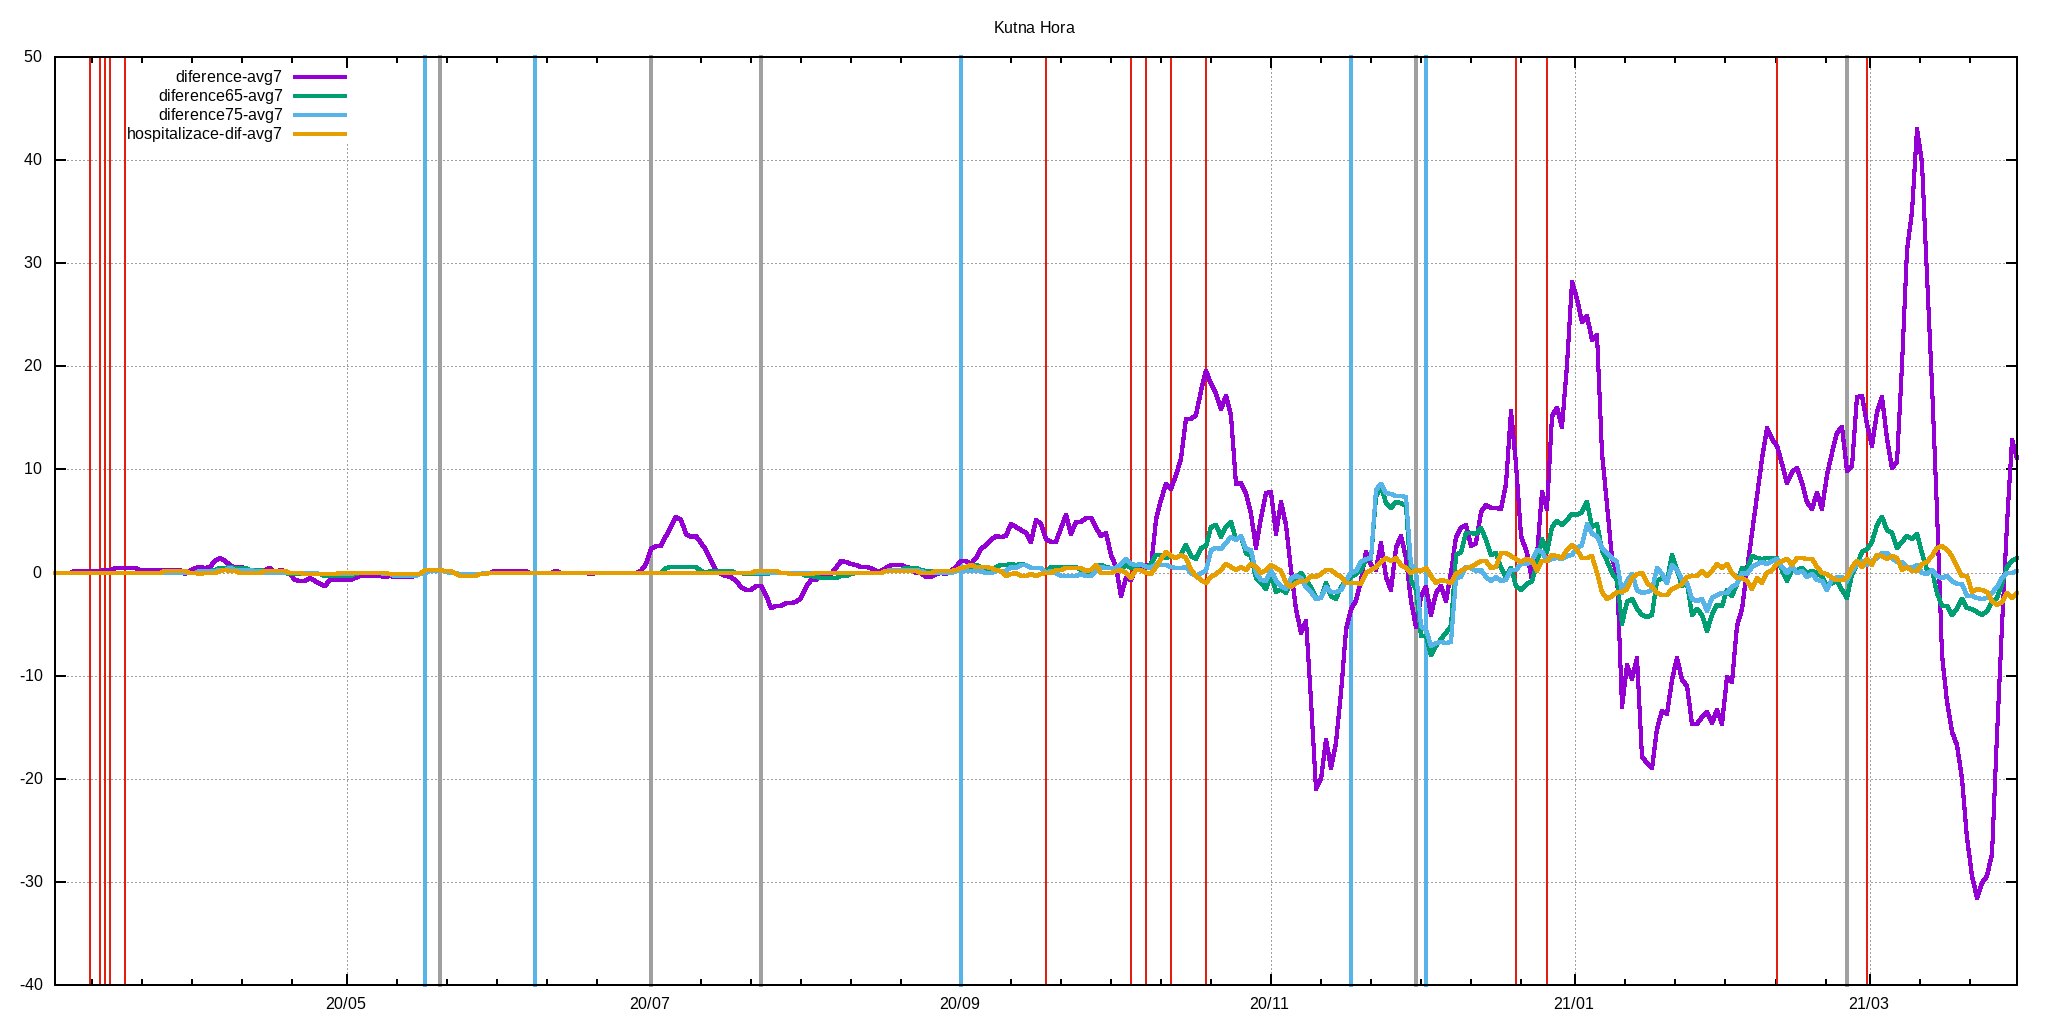 Kutna Hora
50
diference-avg7
diference65-avg7
diference75-avg7
hospitalizace-dif-avg7
40
30
20
10
0
-10
-20
-30
-40
20/05 20/07 20/09 20/11 21/01 21/03